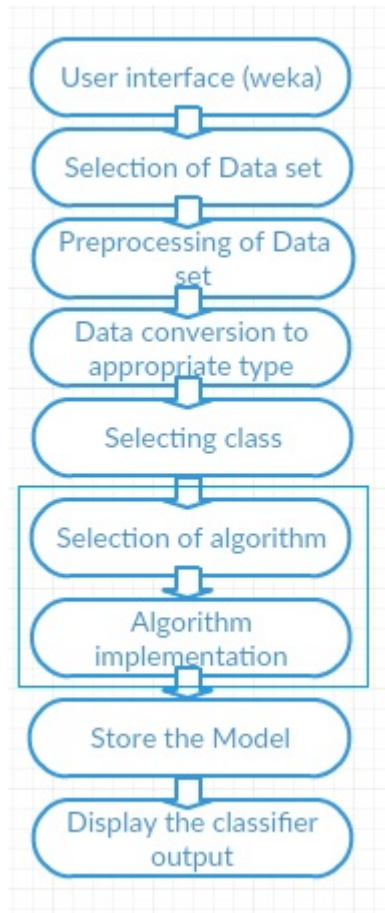 User interface (weka)
Selection of Data set
Preprocessing of Data
set
Data conversion to
appropriate type
Selecting class
Selection of algorithm
Algorithm
implementation
Store the Model
Display the classifier
output